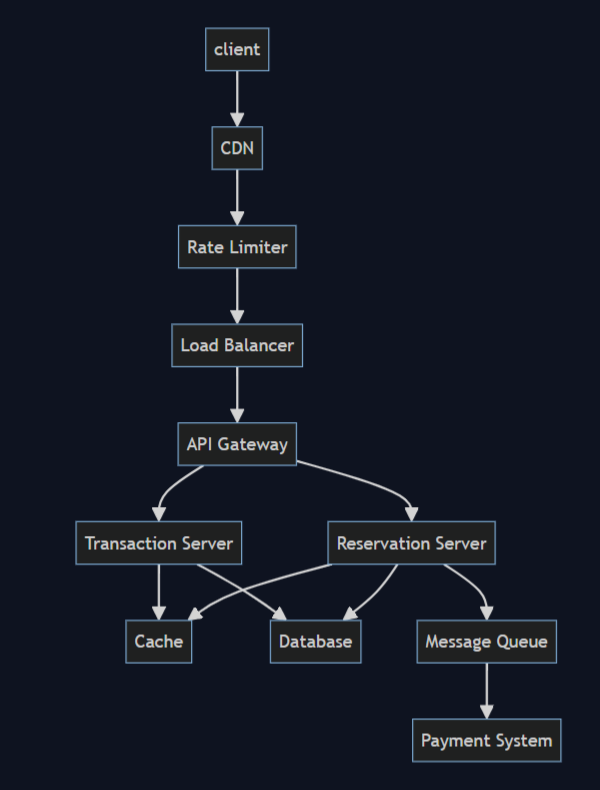 client
CDN
Rate Limiter
Load Balancer
API Gateway
Transaction Server
Reservation Server
Cache
Database
Message Queue
Payment System